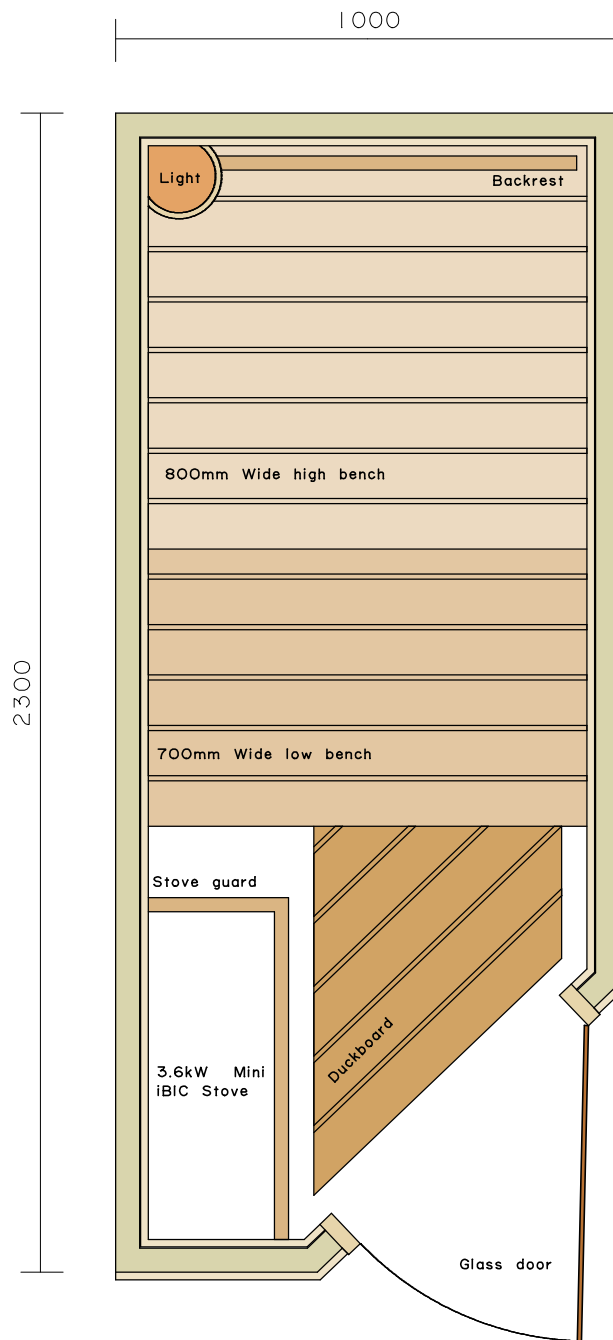 1000
Light
Backrest
800mm Wide high bench
2300
700mm Wide low bench
Stove guard
Duckboard
3.6kW Mini
iBIC Stove
Glass door